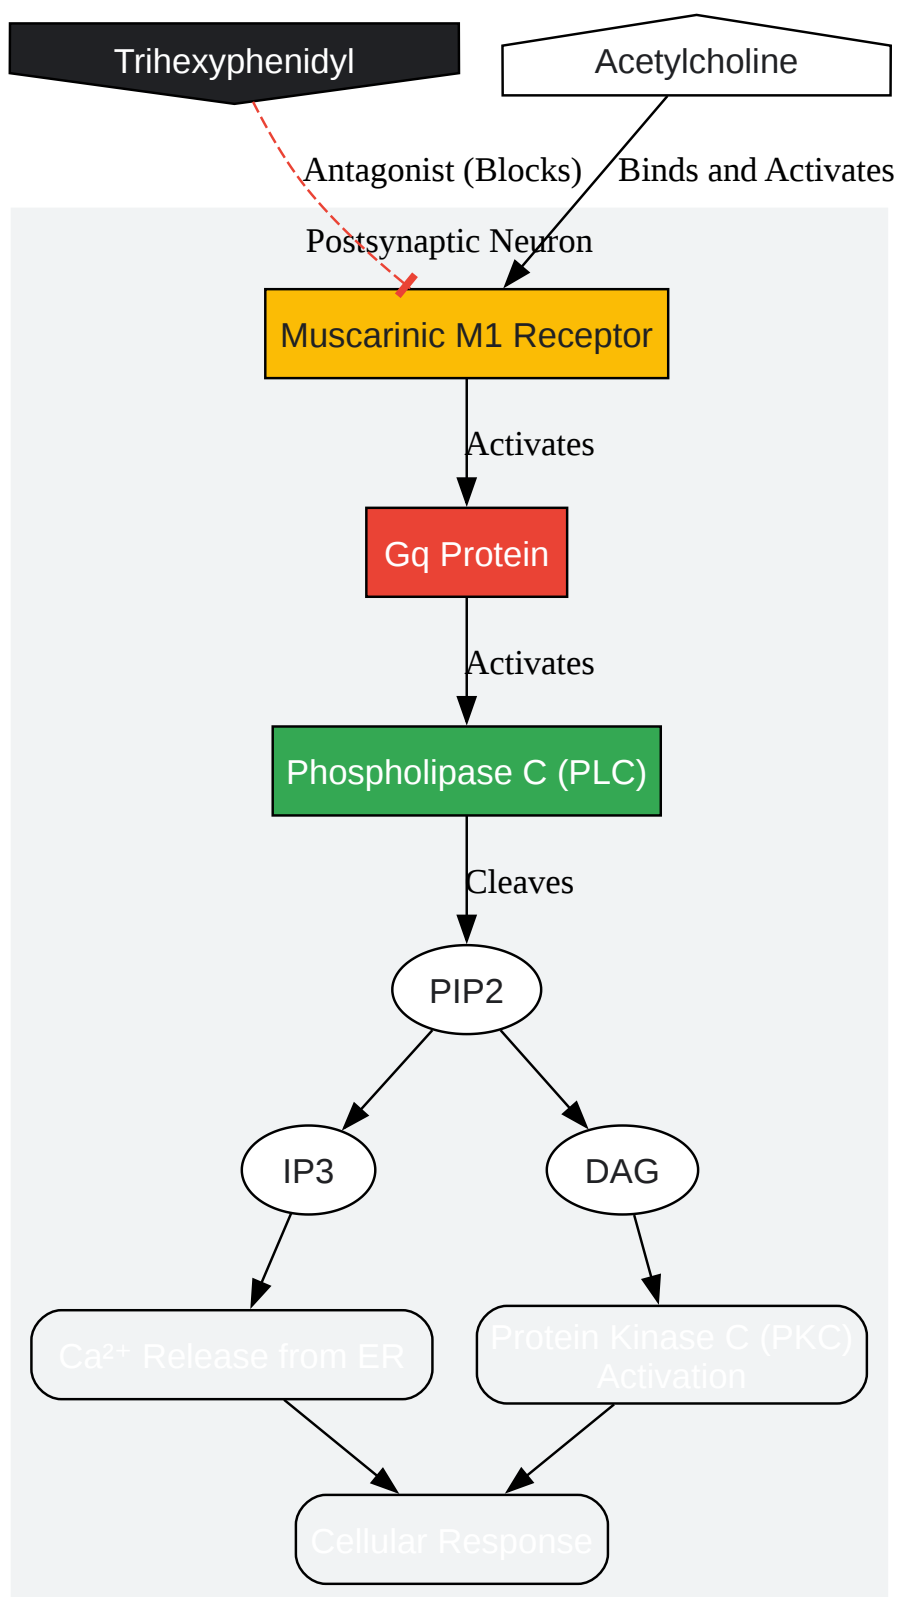 Trihexyphenidyl
Acetylcholine
Antagonist (Blocks)
Binds and Activates
Postsynaptic Neuron
Muscarinic M1 Receptor
Activates
Gq Protein
Activates
Phospholipase C (PLC)
Cleaves
PIP2
IP3
DAG
Ca²⁺ Release from ER
Protein Kinase C (PKC)
Activation
Cellular Response